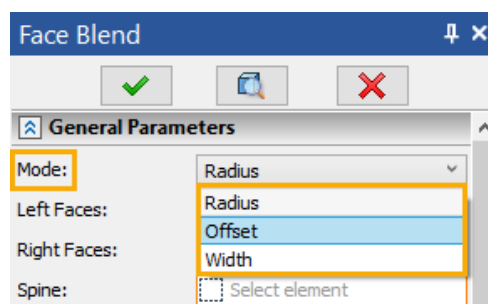 Face Blend
General Parameters
Mode: Radius
Left Faces: Radius
Offset
Right Faces: Width
Spine: Select element